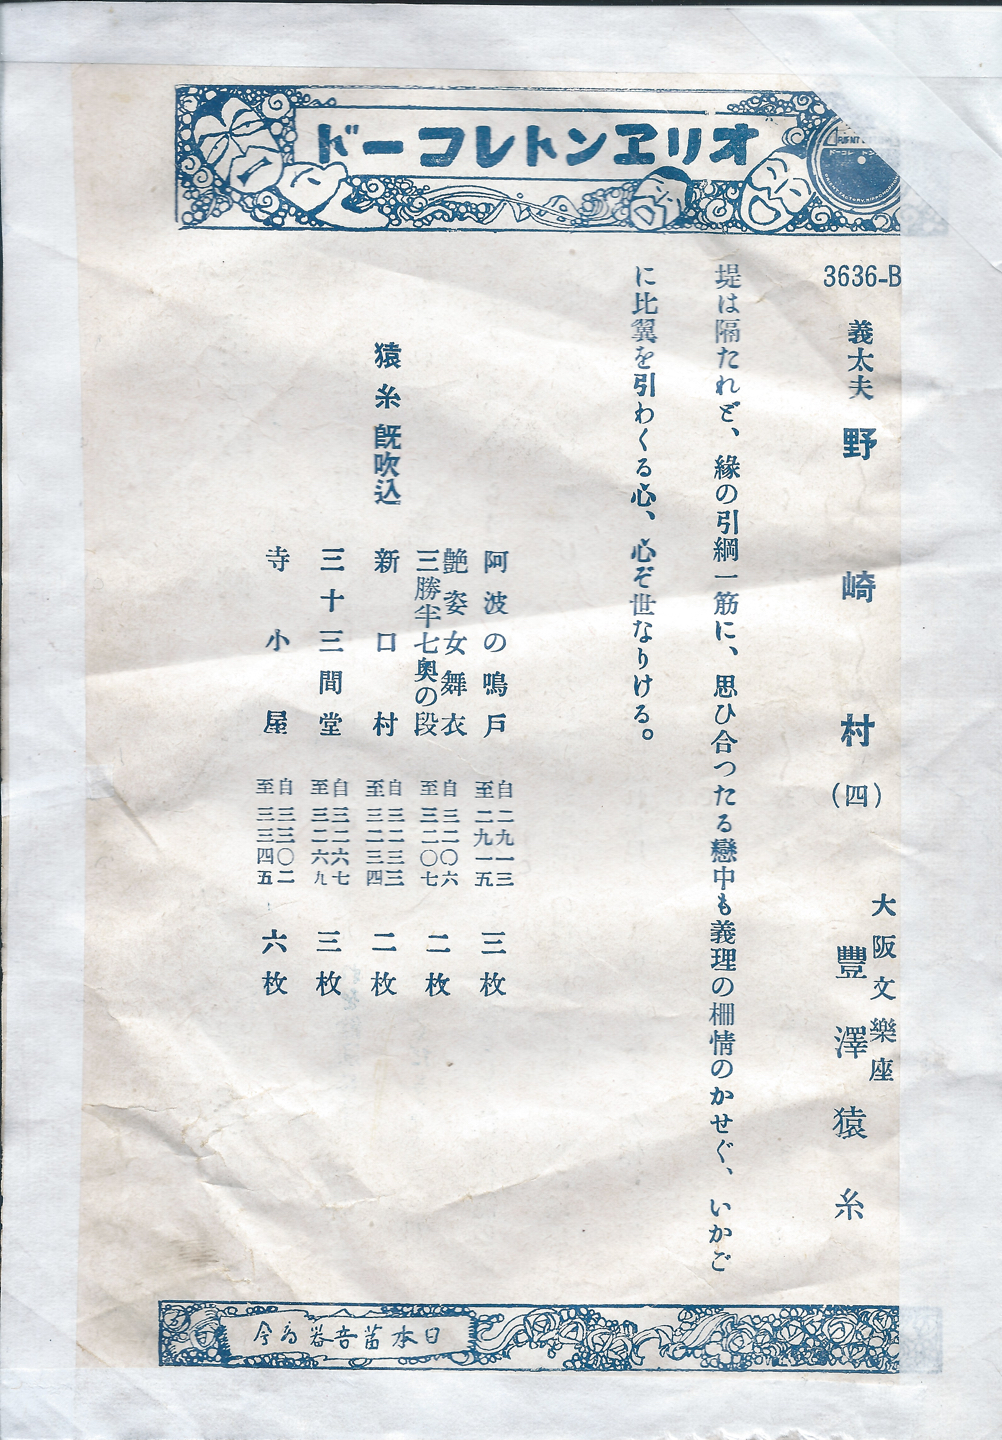 オリヱントレコード
3636-B
義太夫 野崎村(四)
大阪文樂座
豐澤猿糸
堤は隔たれど、緣の引綱一筋に、思ひ合つたる戀中も義理の柵情のかせぐ、いかご
に比翼を引わくる心、心ぞ世なりける。
猿糸既吹込
阿波の鳴戸 自二九一三 至二九一五 三枚
艶姿女舞衣 三勝半七奥の段 自三二〇六 至三二〇七 二枚
新口村 自三二三三 至三二三四 二枚
三十三間堂 自三二六七 至三二六九 三枚
寺小屋 自三三〇二 至三三四五 六枚
日本蓄音器